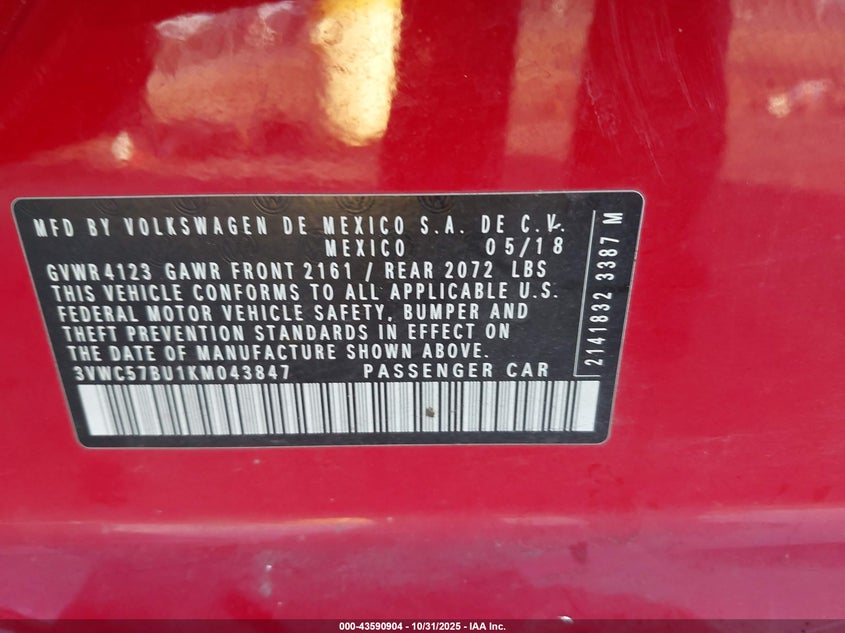 MFD BY VOLKSWAGEN DE MEXICO S.A. DE C.V.
MEXICO 05/18
GVWR 4123 GAWR FRONT 2161 / REAR 2072 LBS
THIS VEHICLE CONFORMS TO ALL APPLICABLE U.S.
FEDERAL MOTOR VEHICLE SAFETY, BUMPER AND
THEFT PREVENTION STANDARDS IN EFFECT ON
THE DATE OF MANUFACTURE SHOWN ABOVE.
3VWC57BU1KM043847 PASSENGER CAR
2141832 3387 M
000-43590904 - 10/31/2025 - IAA Inc.